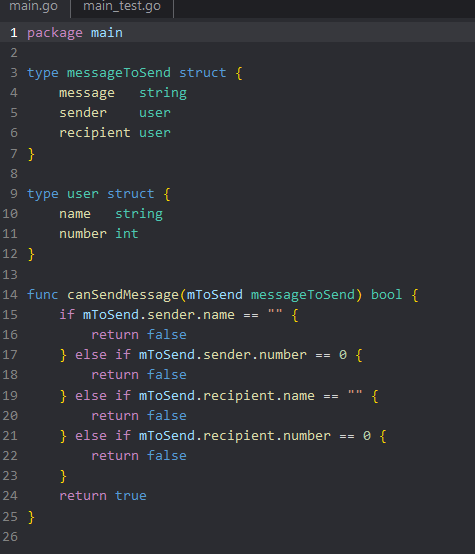 main.go main_test.go
1 package main
2
3 type messageToSend struct {
4     message   string
5     sender    user
6     recipient user
7 }
8
9 type user struct {
10     name   string
11     number int
12 }
13
14 func canSendMessage(mToSend messageToSend) bool {
15     if mToSend.sender.name == "" {
16         return false
17     } else if mToSend.sender.number == 0 {
18         return false
19     } else if mToSend.recipient.name == "" {
20         return false
21     } else if mToSend.recipient.number == 0 {
22         return false
23     }
24     return true
25 }
26